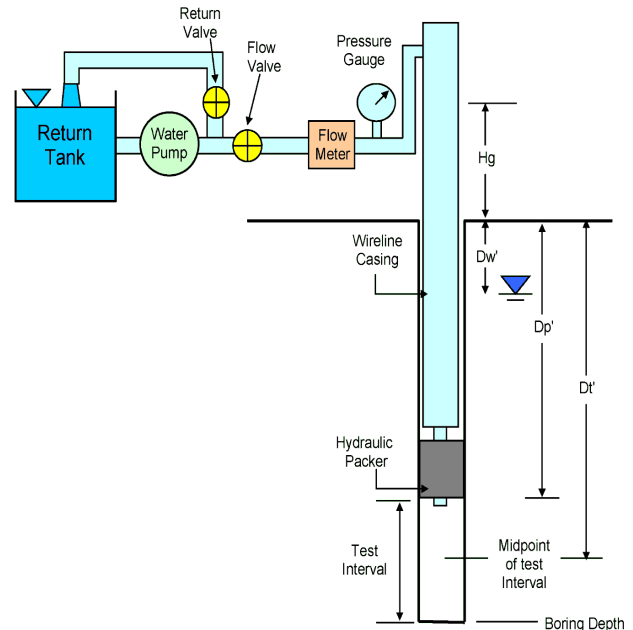 Return
Valve
Flow
Valve
Pressure
Gauge
Return
Tank
Water
Pump
Flow
Meter
Hg
Wireline
Casing
Dw'
Dp'
Dt'
Hydraulic
Packer
Test
Interval
Midpoint
of test
Interval
Boring Depth